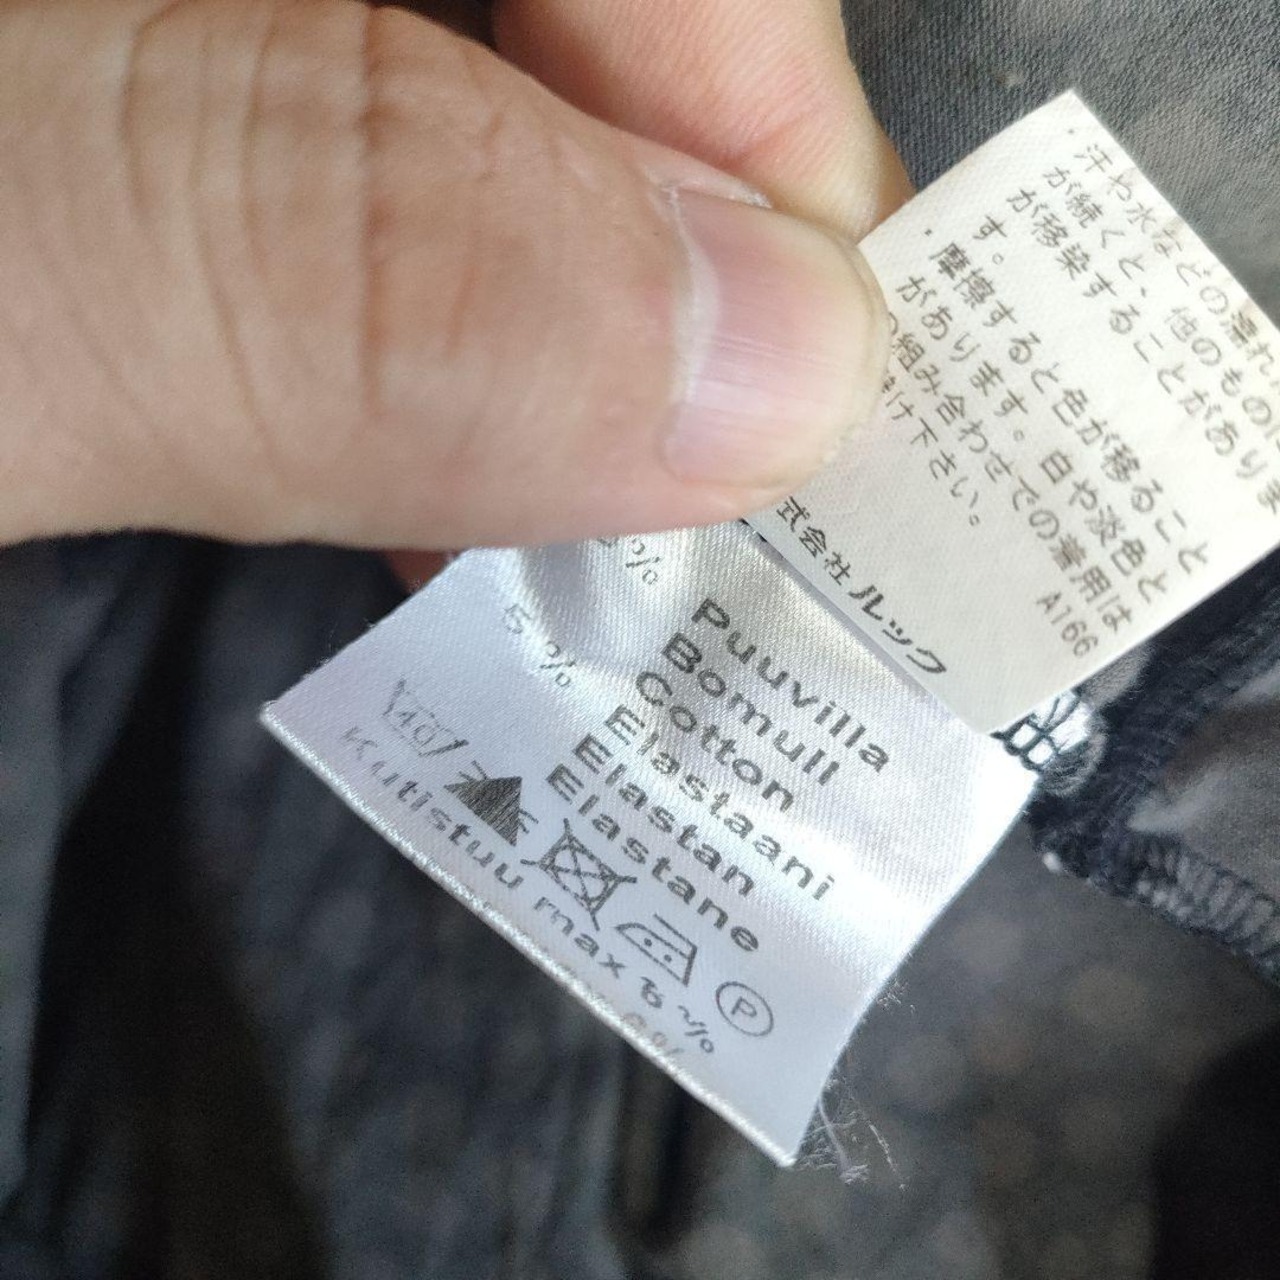 ・汗や水などの濡れ
が続くと、他のものに
が移染することがありま
す。
・摩擦すると色が移ること
があります。白や淡色と
の組み合わせでの着用は
け下さい。
A166
式会社ルック
Puuvilla
Bomull
Cotton
5 %
Elastaani
Elastan
Elastane
40
P
Kutistuu max 6 %